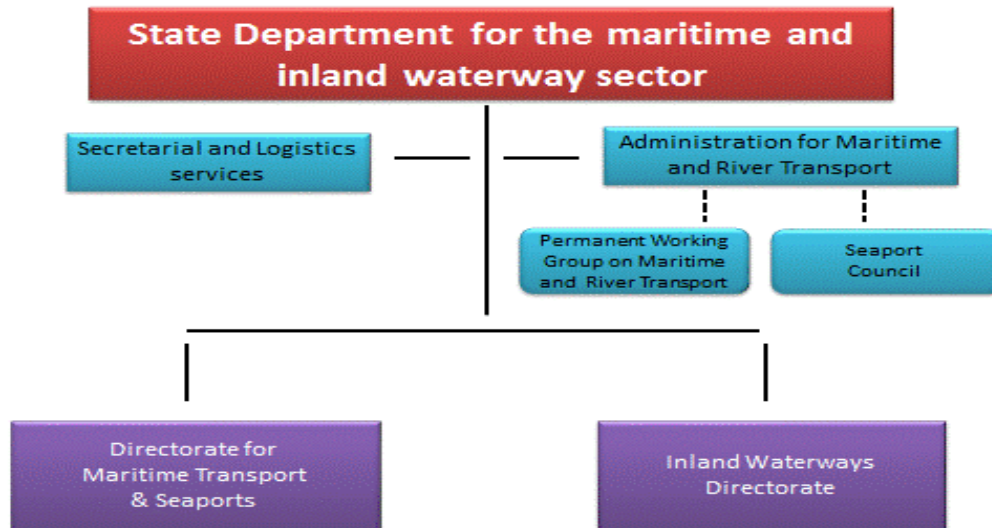 State Department for the maritime and
inland waterway sector
Secretarial and Logistics
services
Administration for Maritime
and River Transport
Permanent Working
Group on Maritime
and River Transport
Seaport
Council
Directorate for
Maritime Transport
& Seaports
Inland Waterways
Directorate